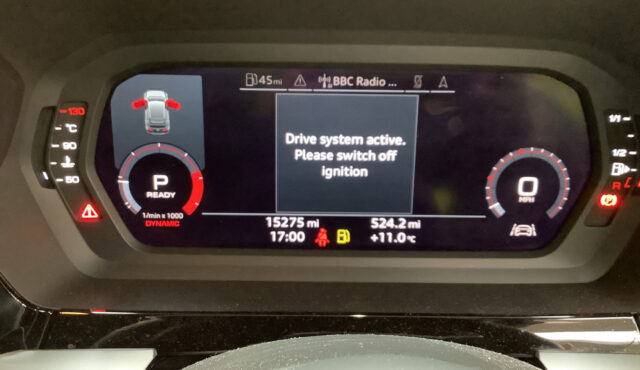 45mi
BBC Radio ...
130
°C
90
50
1/1
1/2
R
Drive system active.
Please switch off
ignition
P
READY
1/min x 1000
DYNAMIC
0
MPH
15275 mi
524.2 mi
17:00
+11.0°C